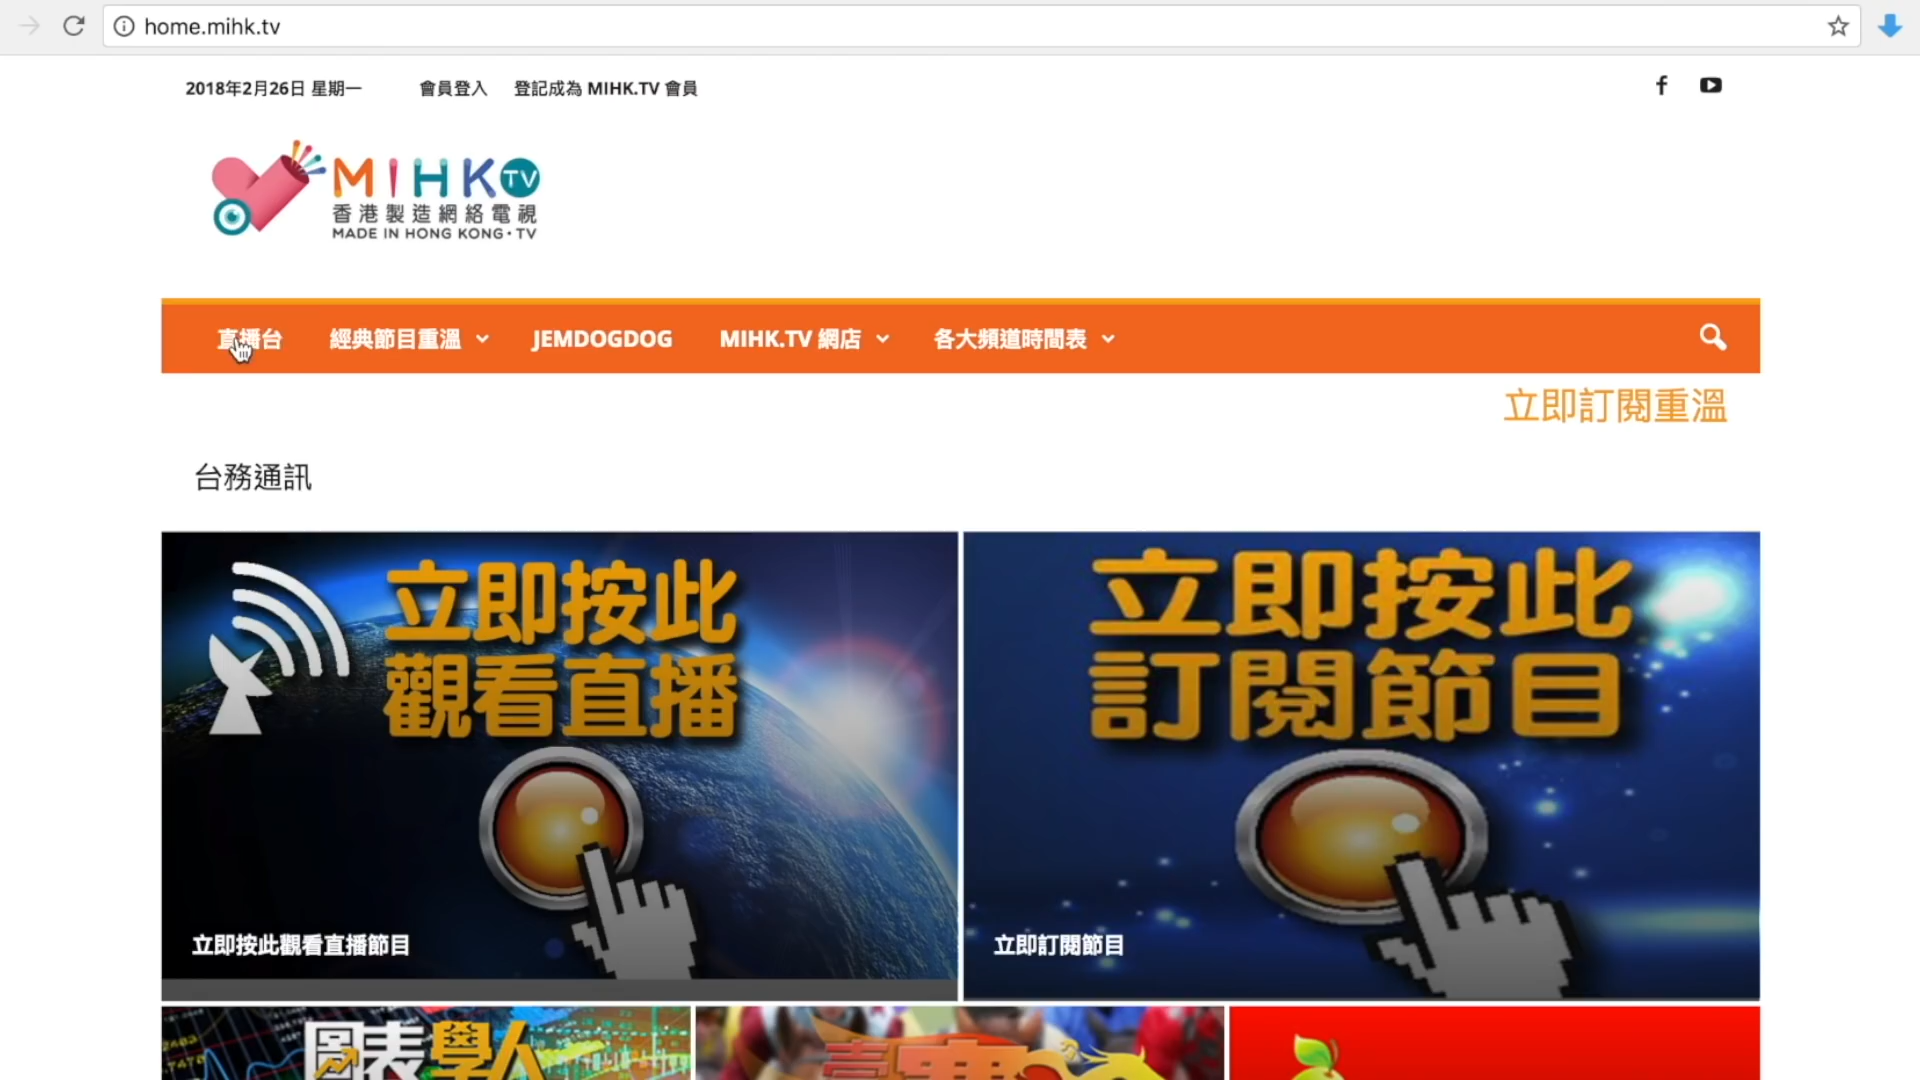 home.mihk.tv
2018年2月26日 星期一 會員登入 登記成為 MIHK.TV 會員
MIHK TV
香港製造網絡電視
MADE IN HONG KONG·TV
直播台 經典節目重溫 JEMDOGDOG MIHK.TV 網店 各大頻道時間表
立即訂閱重溫
台務通訊
立即按此
觀看直播
立即按此觀看直播節目
立即按此
訂閱節目
立即訂閱節目
圖表學人